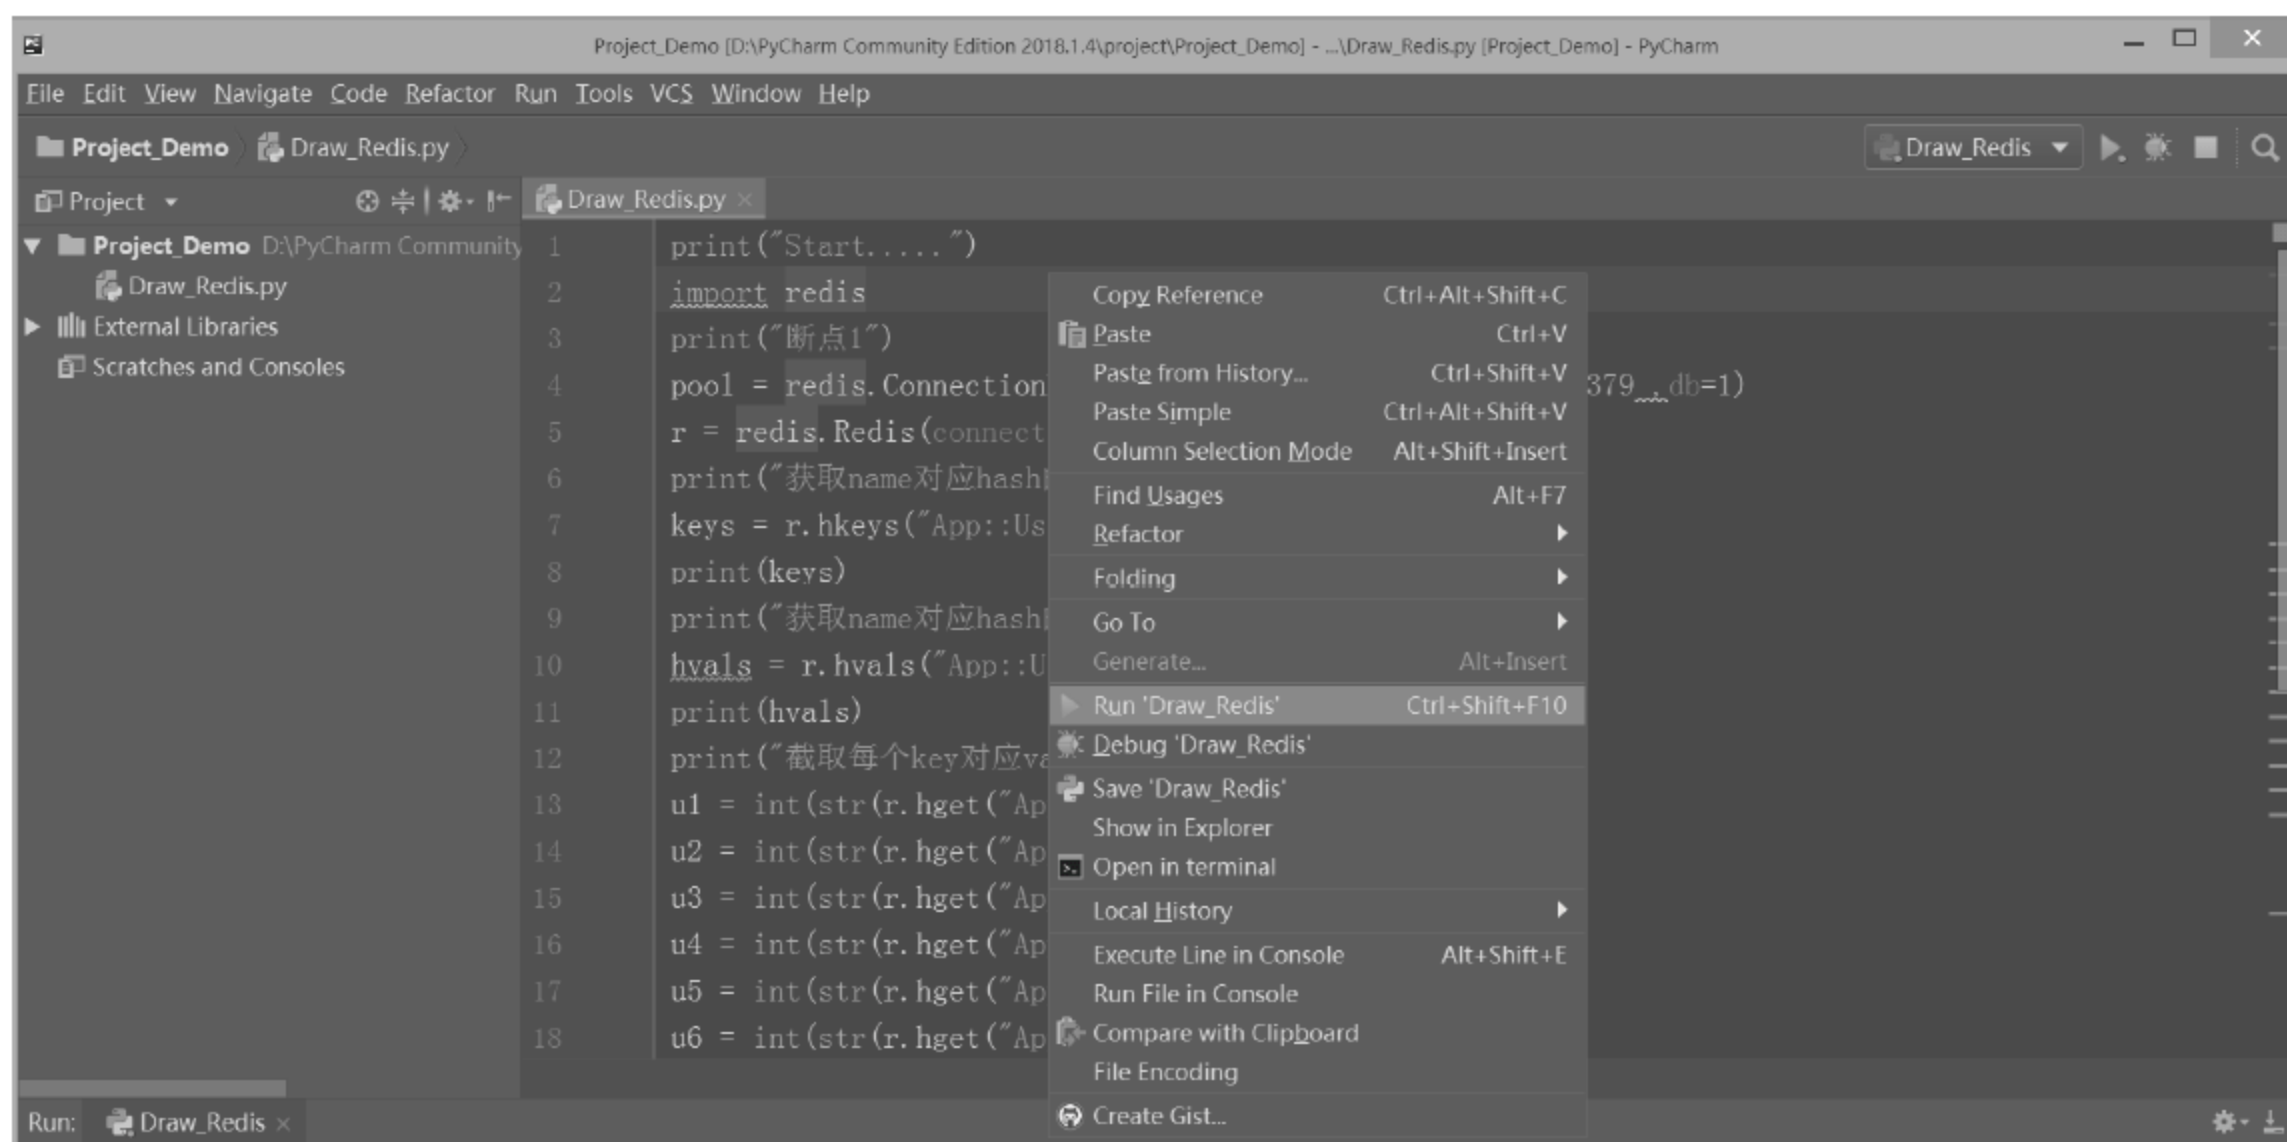 Project_Demo [D:\PyCharm Community Edition 2018.1.4\project\Project_Demo] - ...\Draw_Redis.py [Project_Demo] - PyCharm
File Edit View Navigate Code Refactor Run Tools VCS Window Help
Project_Demo Draw_Redis.py
Draw_Redis
Project
Draw_Redis.py
Project_Demo D:\PyCharm Community
Draw_Redis.py
External Libraries
Scratches and Consoles
1 print("Start.....")
2 import redis
3 print("断点1")
4 pool = redis.Connection
379 , db=1)
5 r = redis.Redis(connect
6 print("获取name对应hash
7 keys = r.hkeys("App::Us
8 print(keys)
9 print("获取name对应hash
10 hvals = r.hvals("App::U
11 print(hvals)
12 print("截取每个key对应va
13 u1 = int(str(r.hget("Ap
14 u2 = int(str(r.hget("Ap
15 u3 = int(str(r.hget("Ap
16 u4 = int(str(r.hget("Ap
17 u5 = int(str(r.hget("Ap
18 u6 = int(str(r.hget("Ap
Copy Reference Ctrl+Alt+Shift+C
Paste Ctrl+V
Paste from History... Ctrl+Shift+V
Paste Simple Ctrl+Alt+Shift+V
Column Selection Mode Alt+Shift+Insert
Find Usages Alt+F7
Refactor
Folding
Go To
Generate... Alt+Insert
Run 'Draw_Redis' Ctrl+Shift+F10
Debug 'Draw_Redis'
Save 'Draw_Redis'
Show in Explorer
Open in terminal
Local History
Execute Line in Console Alt+Shift+E
Run File in Console
Compare with Clipboard
File Encoding
Create Gist...
Run: Draw_Redis